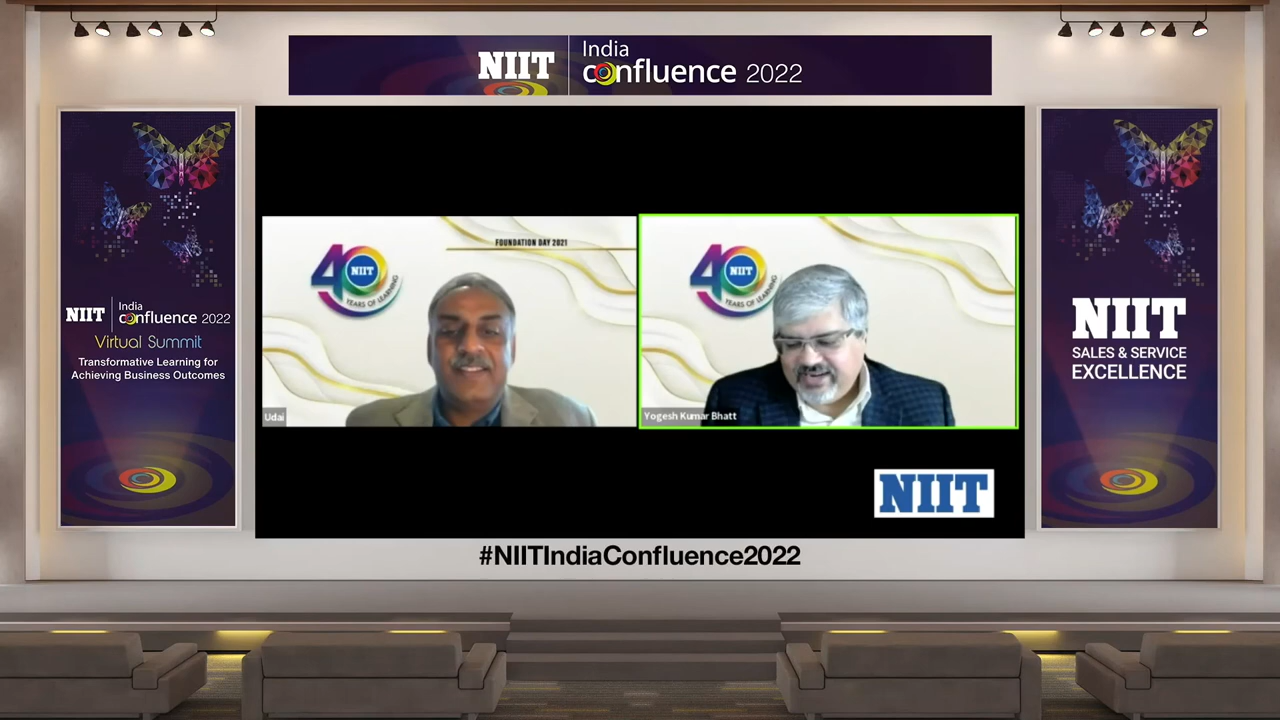 NIIT India
confluence 2022
NIIT India
confluence 2022
Virtual Summit
Transformative Learning for
Achieving Business Outcomes
40 NIIT
YEARS OF LEARNING
FOUNDATION DAY 2021
Udai
40 NIIT
YEARS OF LEARNING
Yogesh Kumar Bhatt
NIIT
NIIT
SALES & SERVICE
EXCELLENCE
#NIITIndiaConfluence2022